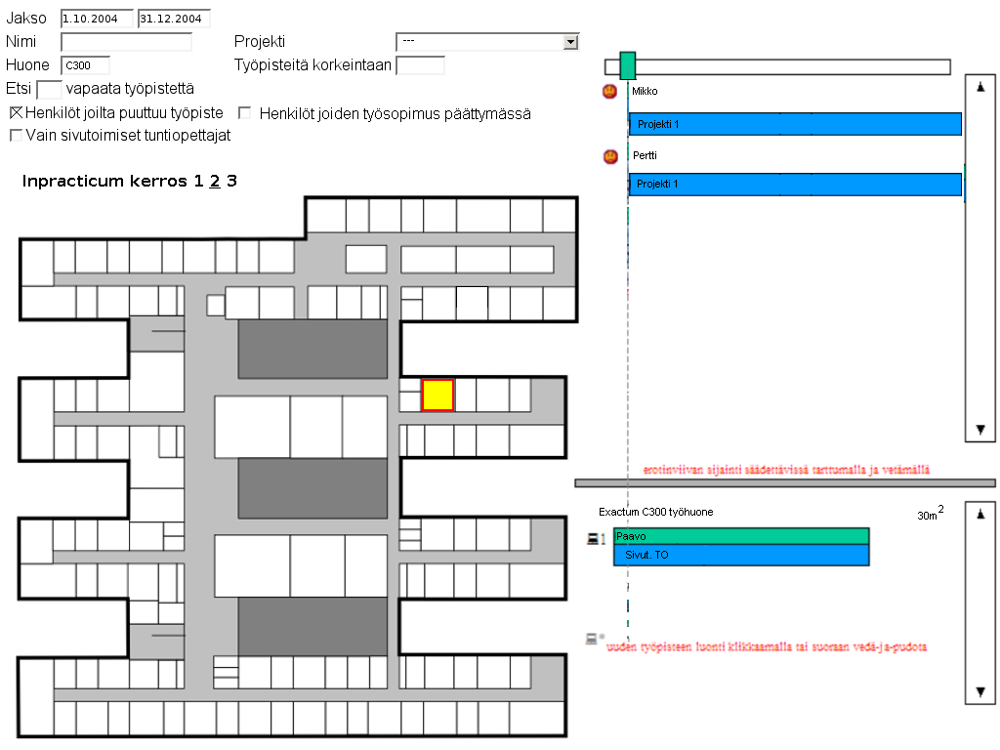 Jakso 1.10.2004 31.12.2004
Nimi Projekti ---
Huone C300 Työpisteitä korkeintaan
Etsi vapaata työpistettä
Henkilöt joilta puuttuu työpiste Henkilöt joiden työsopimus päättymässä
Vain sivutoimiset tuntiopettajat
Inpracticum kerros 1 2 3
Mikko
Projekti 1
Pertti
Projekti 1
erotinviivan sijainti säädettävissä tarttumalla ja vetämällä
Exactum C300 työhuone 30m2
1 Paavo
Sivut. TO
* uuden työpisteen luonti klikkaamalla tai suoraan vedä-ja-pudota